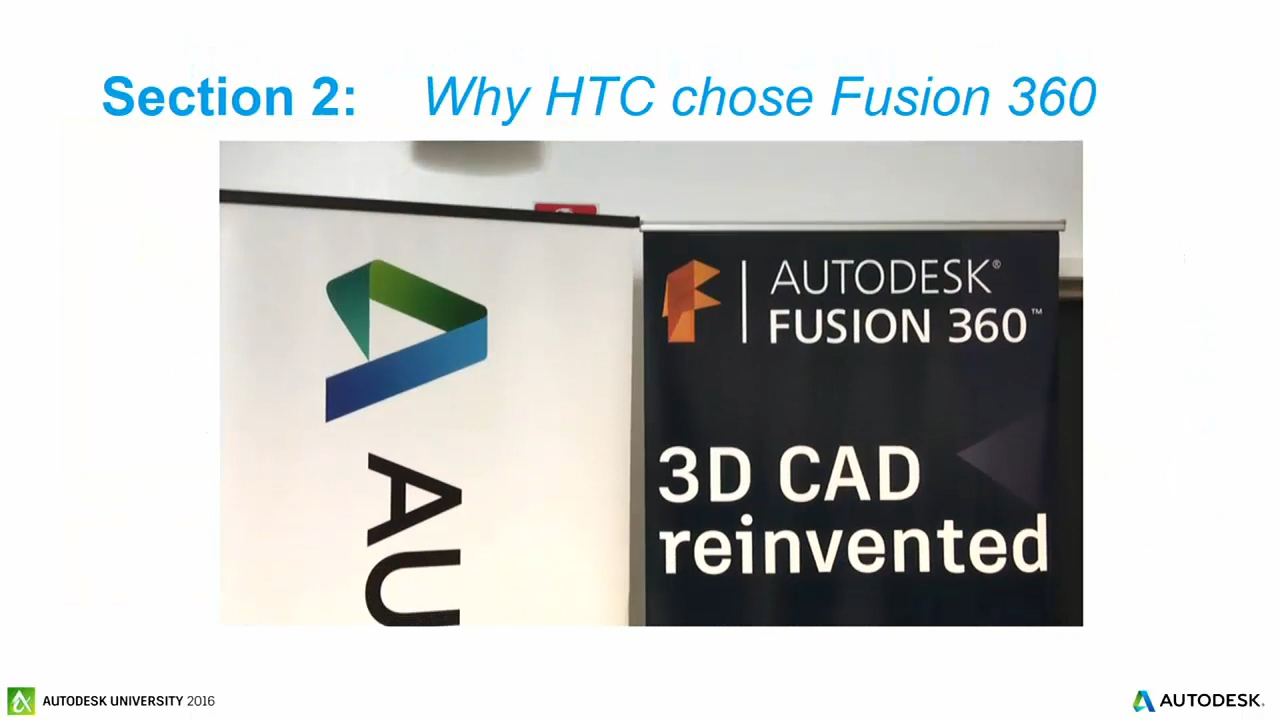 Section 2: Why HTC chose Fusion 360
AU
AUTODESK®
FUSION 360™
3D CAD
reinvented
AUTODESK UNIVERSITY 2016
AUTODESK.